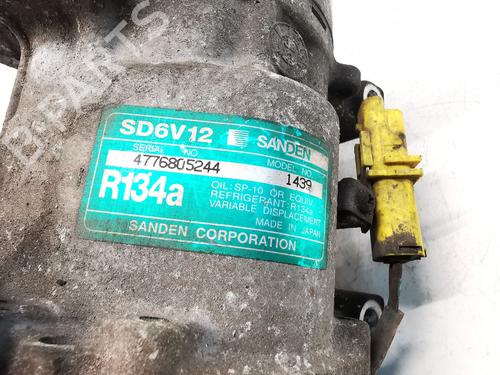 SD6V12 SANDEN
SERIAL NO MODEL NO
4776805244 1439
R134a
OIL: SP-10 OR EQUIV
REFRIGERANT: R134a
VARIABLE DISPLACEMENT
MADE IN JAPAN
SANDEN CORPORATION
B-PARTS